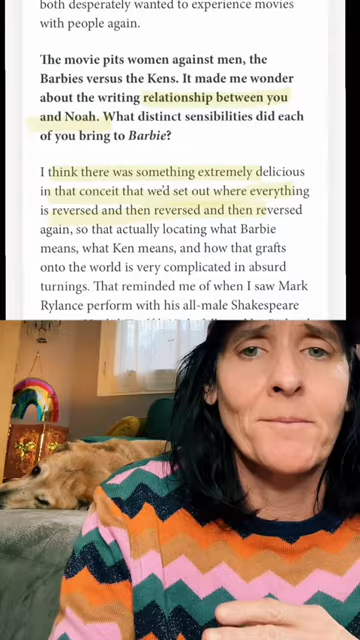 both desperately wanted to experience movies
with people again.
The movie pits women against men, the
Barbies versus the Kens. It made me wonder
about the writing relationship between you
and Noah. What distinct sensibilities did each
of you bring to Barbie?
I think there was something extremely delicious
in that conceit that we'd set out where everything
is reversed and then reversed and then reversed
again, so that actually locating what Barbie
means, what Ken means, and how that grafts
onto the world is very complicated in absurd
turnings. That reminded me of when I saw Mark
Rylance perform with his all-male Shakespeare